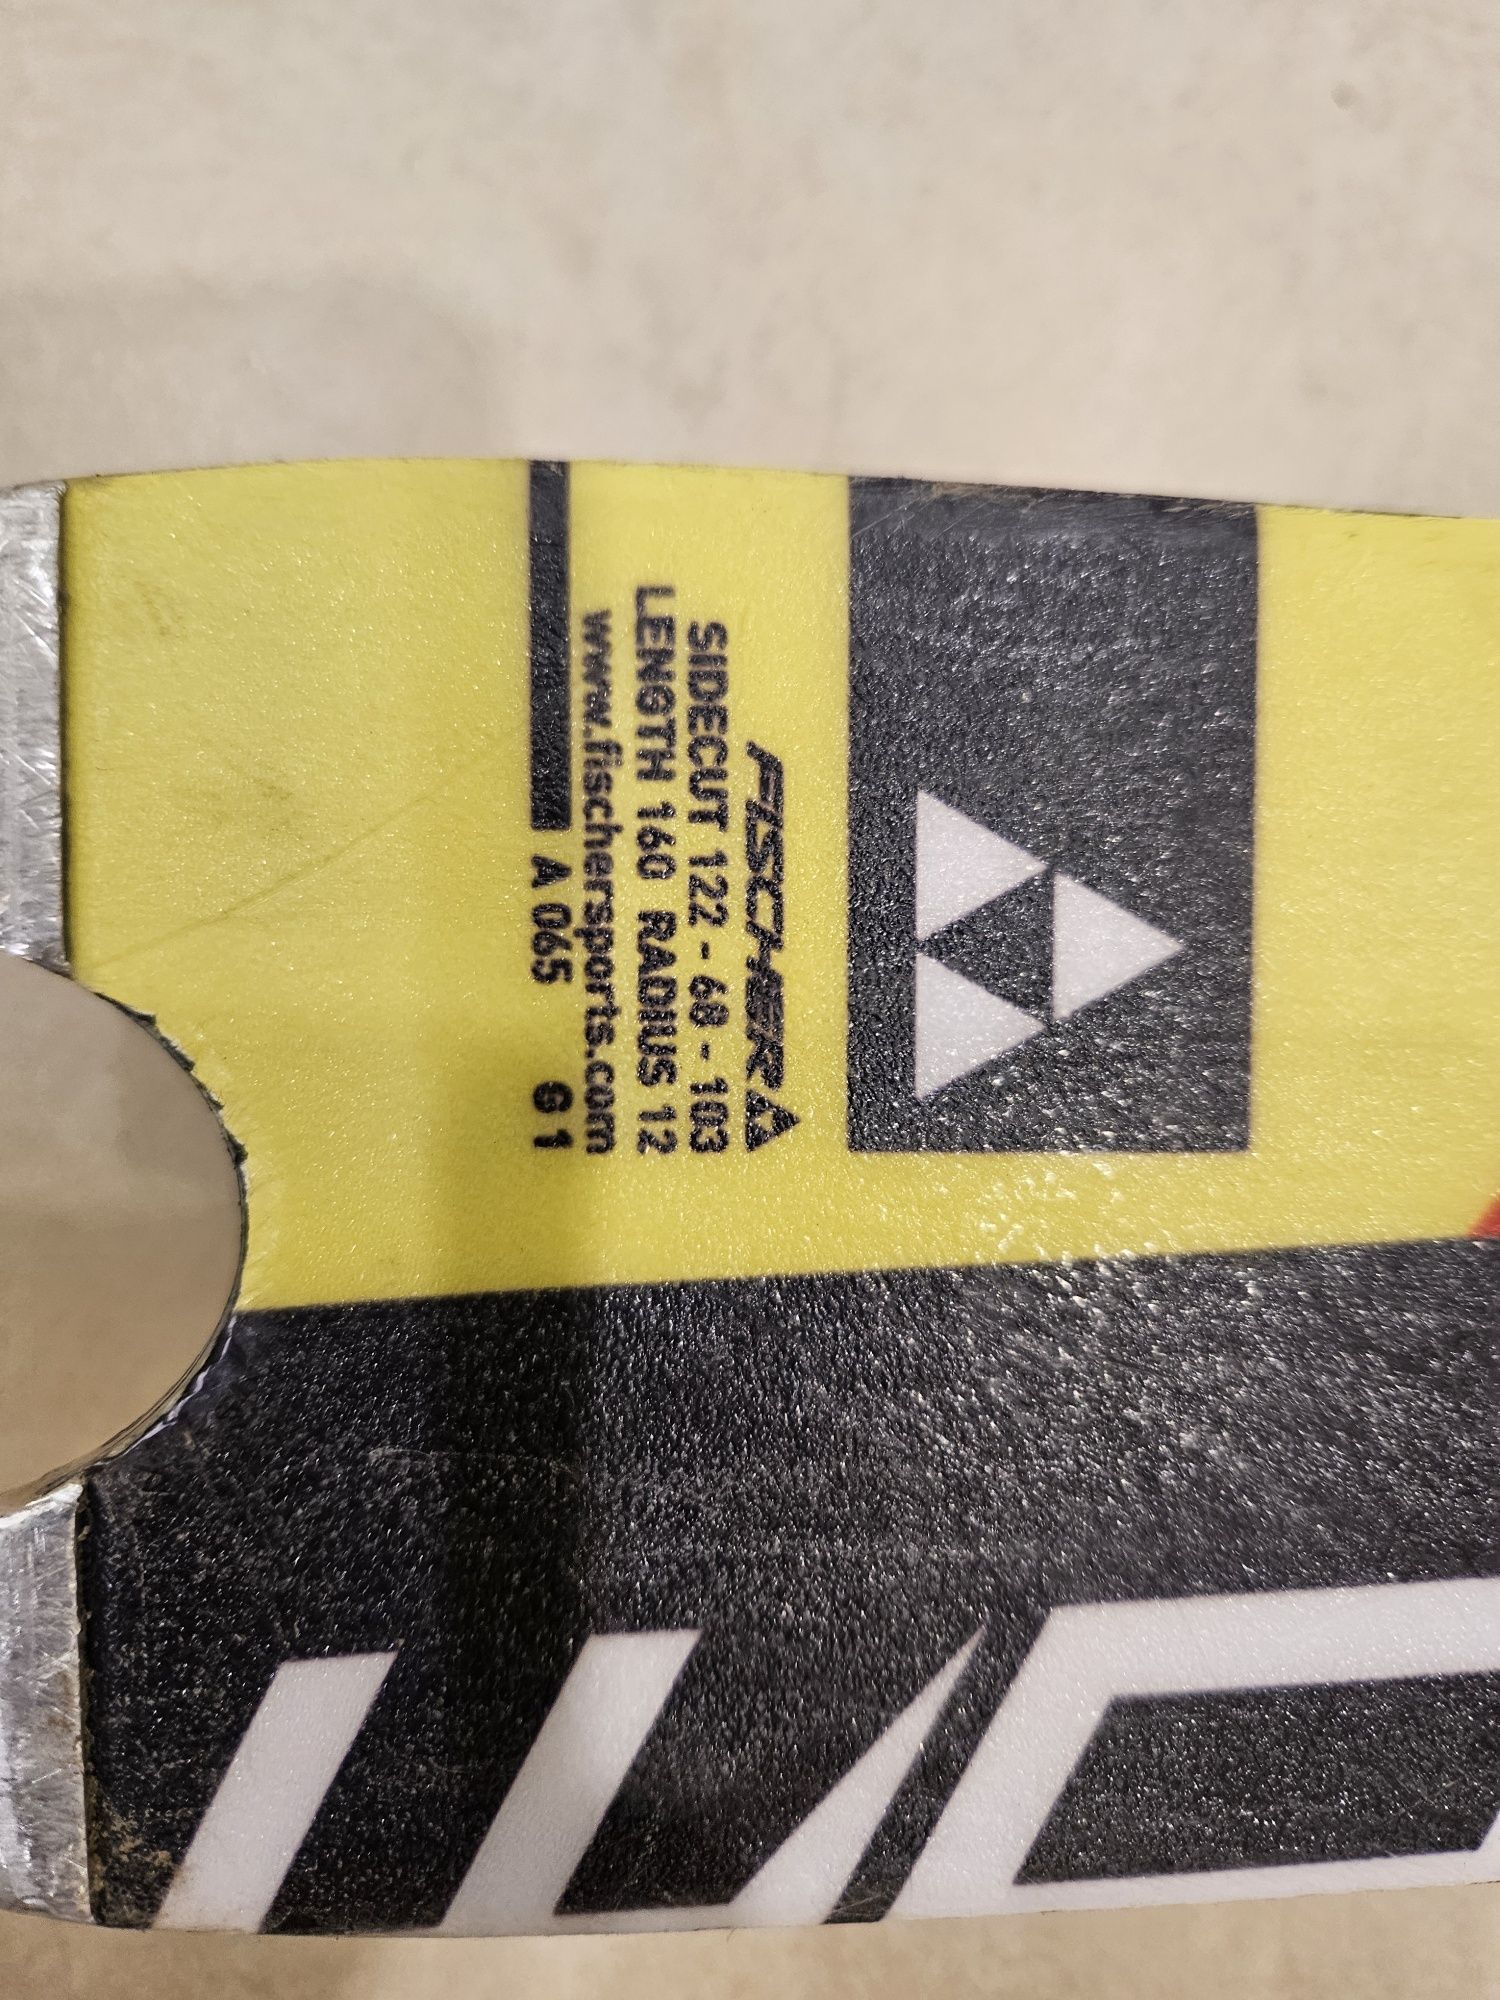 FISCHER
SIDECUT 122 - 68 - 103
LENGTH 160 RADIUS 12
www.fischersports.com
A 065 G1